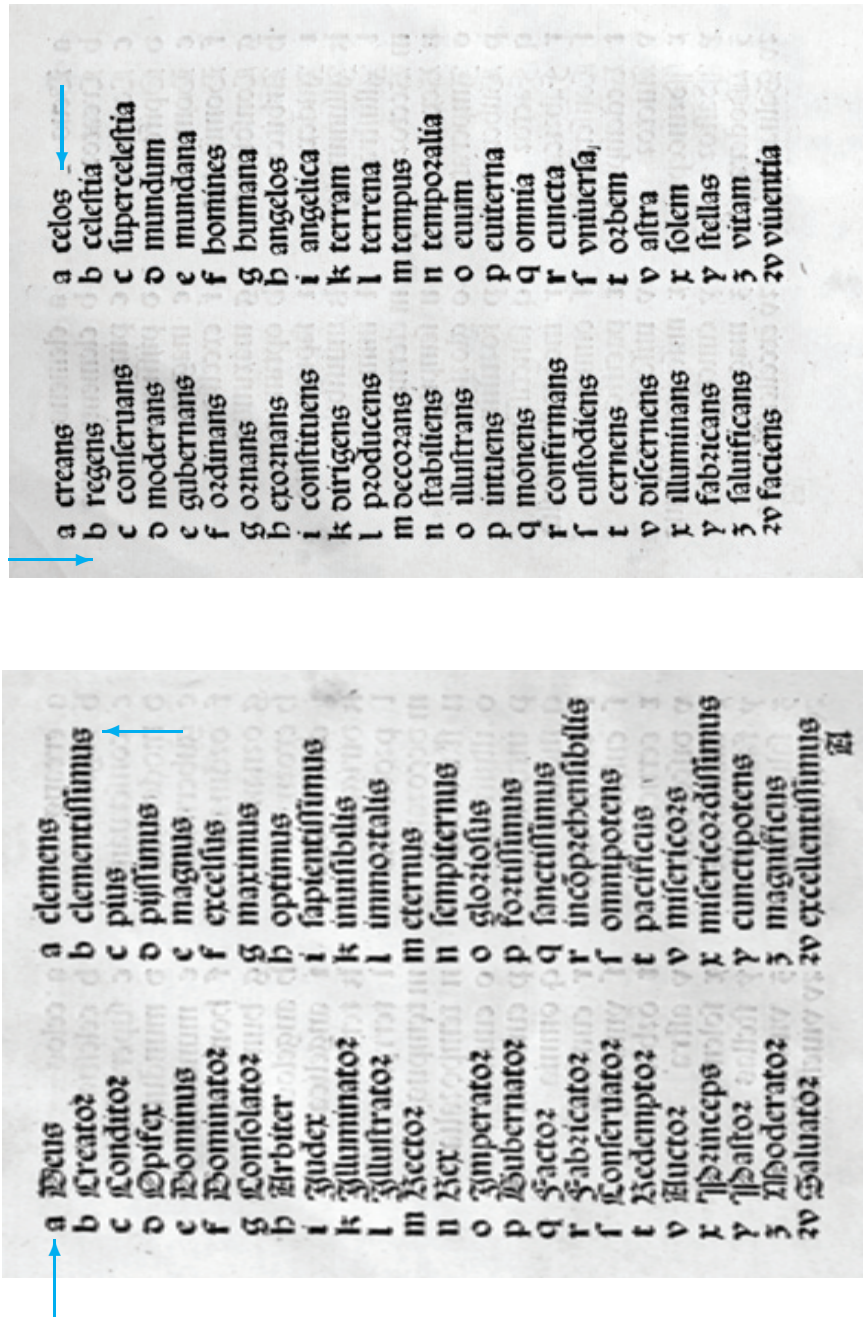 a Deus
b Creator
c Conditor
d Opifex
e Dominus
f Dominator
g Conſolator
h Arbiter
i Judex
k Illuminator
l Illuſtrator
m Rector
n Rex
o Imperator
p Gubernator
q Factor
r Fabricator
ſ Conſeruator
t Redemptor
v Auctor
x Princeps
y Paſtor
z Moderator
w Saluator
a clemens
b clementiſſimus
c pius
d pijſſimus
e magnus
f excelſus
g maximus
h optimus
i ſapientiſſimus
k inuiſibilis
l immortalis
m eternus
n ſempiternus
o glorioſus
p fortiſſimus
q ſanctiſſimus
r incōprehenſibilis
ſ omnipotens
t pacificus
v miſericors
x miſericordiſſimus
y cunctipotens
z magnificus
w excellentiſſimus
a creans
b regens
c conſeruans
d moderans
e gubernans
f ordinans
g ornans
h exornans
i conſtituens
k dirigens
l producens
m decorans
n ſtabiliens
o illuſtrans
p intuens
q monens
r confirmans
ſ cuſtodiens
t cernens
v diſcernens
x illuminans
y fabricans
z ſaluificans
w faciens
a celos
b celeſtia
c ſuperceleſtia
d mundum
e mundana
f homines
g humana
h angelos
i angelica
k terram
l terrena
m tempus
n temporalia
o euum
p euiterna
q omnia
r cuncta
ſ vniuerſa,
t orbem
v aſtra
x ſolem
y ſtellas
z vitam
w viuentia